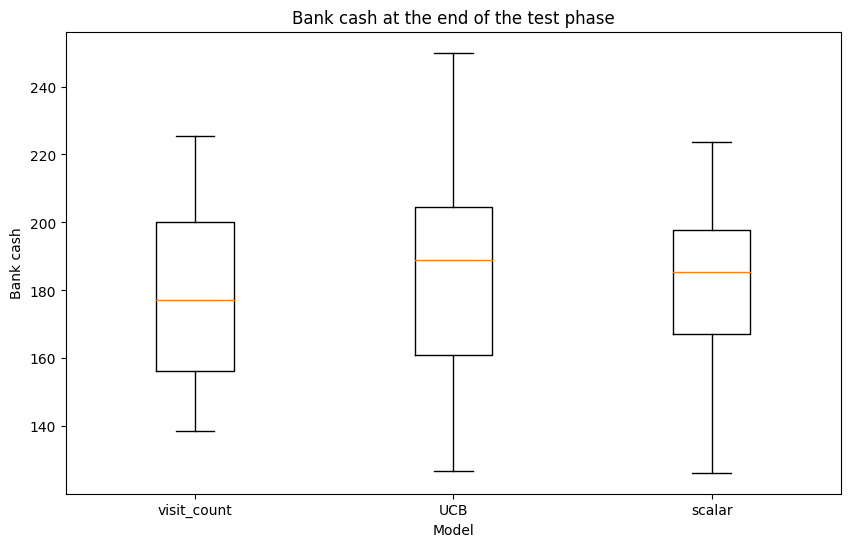 Bank cash at the end of the test phase
Bank cash
240
220
200
180
160
140
visit_count
UCB
scalar
Model